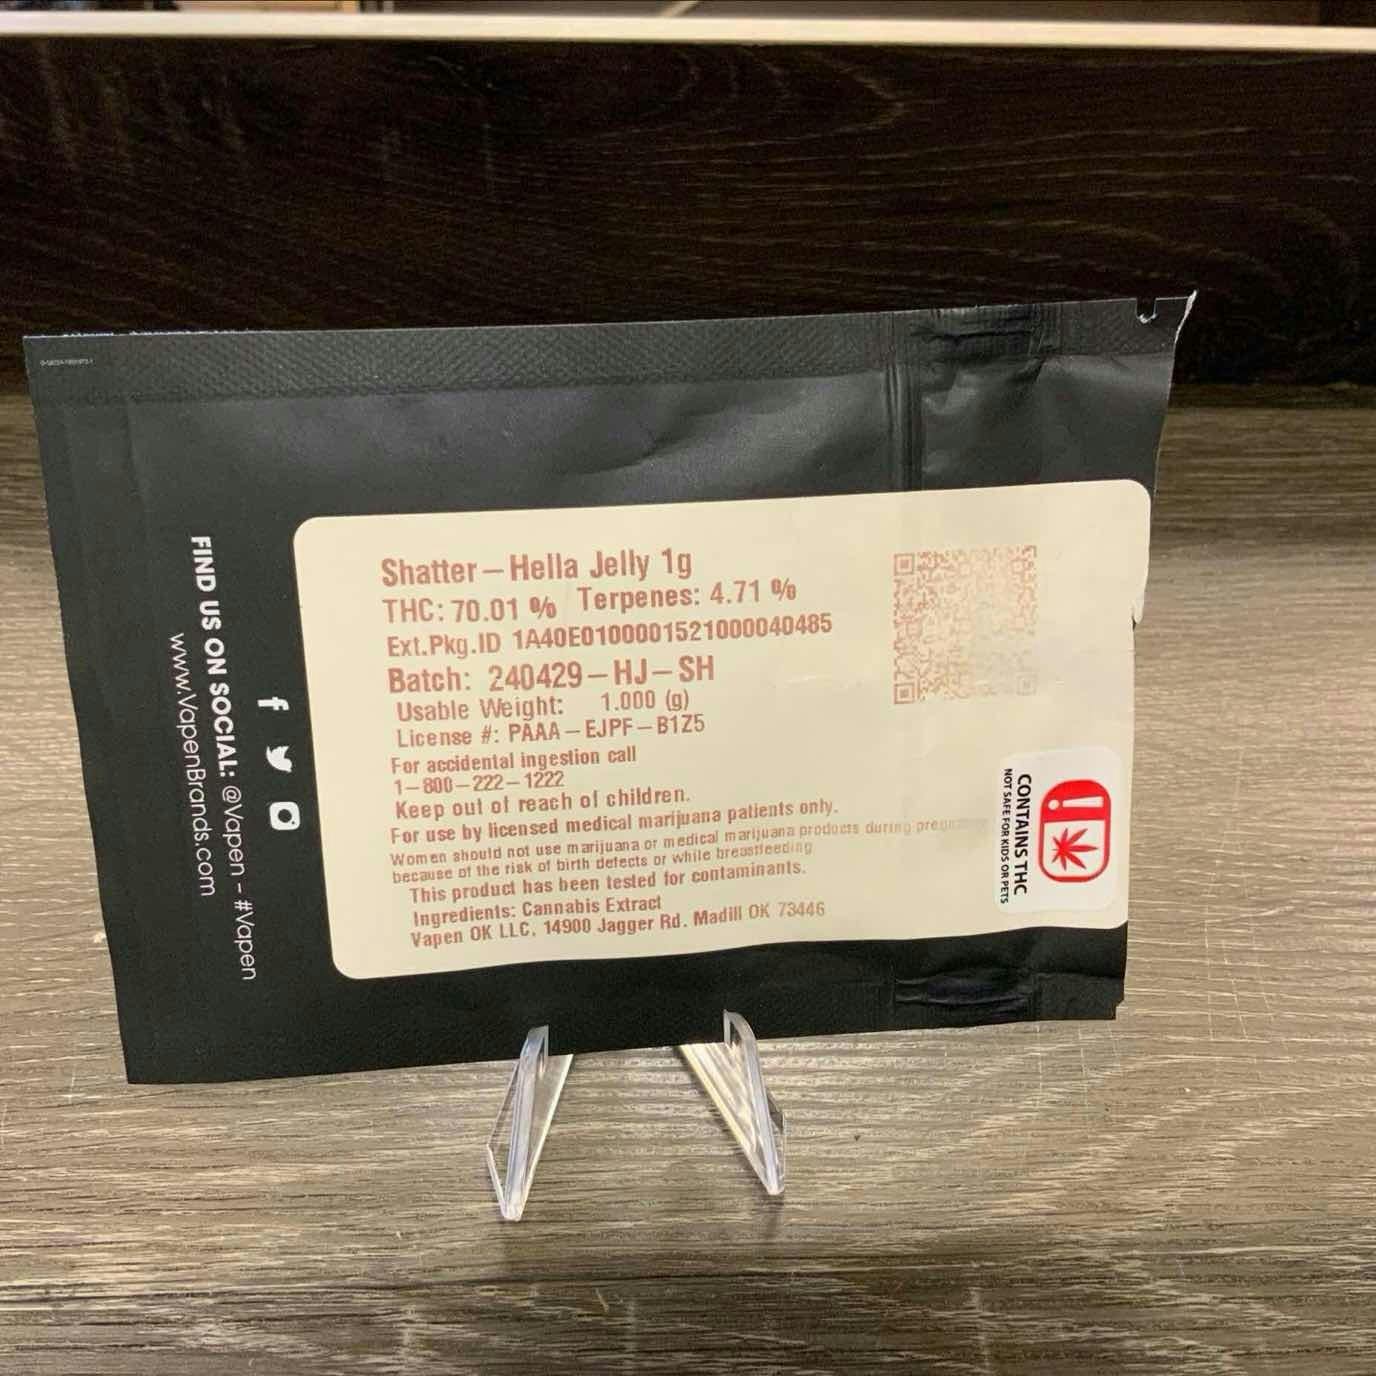 Shatter – Hella Jelly 1g
THC: 70.01 % Terpenes: 4.71 %
Ext.Pkg.ID 1A40E0100001521000040485
Batch: 240429-HJ-SH
Usable Weight: 1.000 (g)
License #: PAAA-EJPF-B1Z5
For accidental ingestion call
1-800-222-1222
Keep out of reach of children.
For use by licensed medical marijuana patients only.
Women should not use marijuana or medical marijuana products during
because of the risk of birth defects or while breastfeeding
This product has been tested for contaminants.
Ingredients: Cannabis Extract
Vapen OK LLC, 14900 Jagger Rd. Madill OK 73446
CONTAINS THC
NOT SAFE FOR KIDS OR PETS
FIND US ON SOCIAL: @Vapen - #Vapen
www.VapenBrands.com